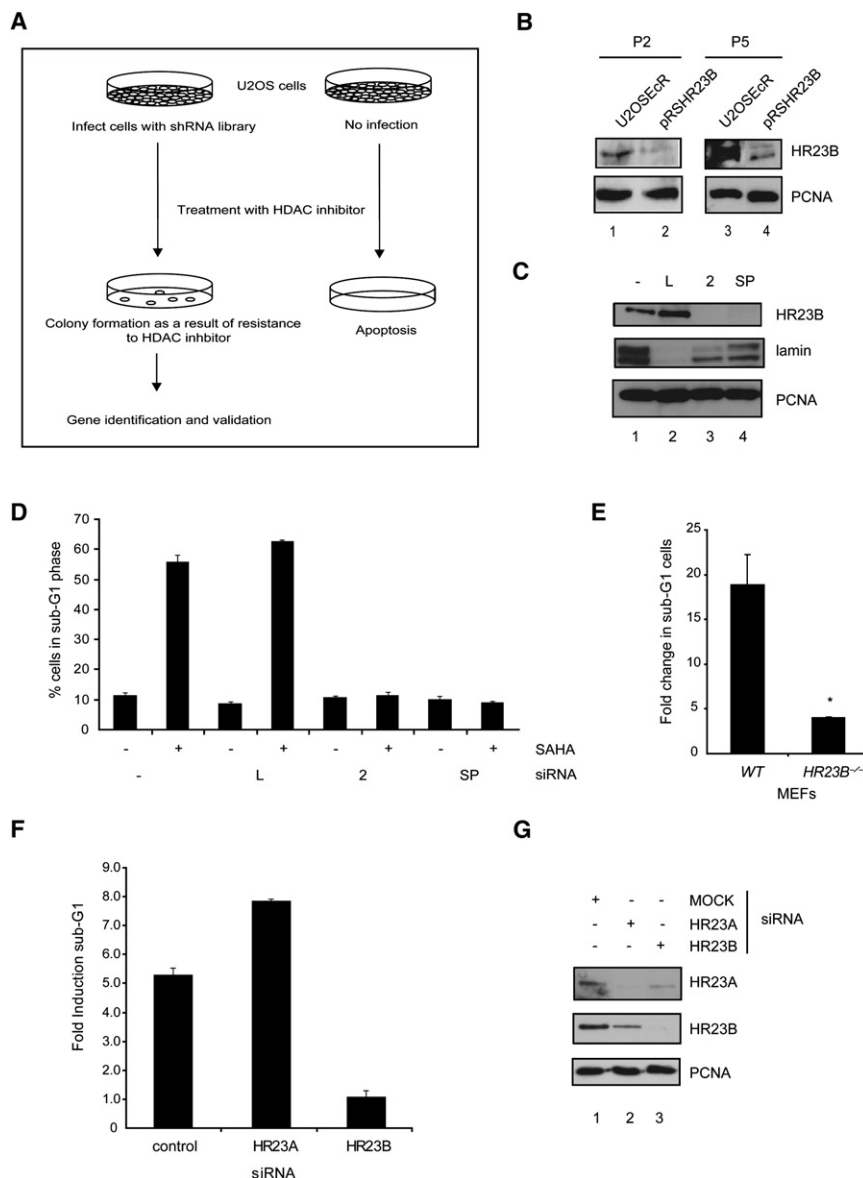 A
U2OS cells
Infect cells with shRNA library
No infection
Treatment with HDAC inhibitor
Colony formation as a result of resistance
to HDAC inhbitor
Apoptosis
Gene identification and validation
B
P2 P5
U2OSEcR pRSHR23B U2OSEcR pRSHR23B
HR23B
PCNA
1 2 3 4
C
- L 2 SP
HR23B
lamin
PCNA
1 2 3 4
D
% cells in sub-G1 phase
70
60
50
40
30
20
10
0
- + - + - + - + SAHA
- L 2 SP siRNA
E
Fold change in sub-G1 cells
25
20
15
10
5
0
*
WT HR23B-/-
MEFs
F
Fold Induction sub-G1
9.0
8.0
7.0
6.0
5.0
4.0
3.0
2.0
1.0
0
control HR23A HR23B
siRNA
G
+ - - MOCK
- + - HR23A
- - + HR23B
siRNA
HR23A
HR23B
PCNA
1 2 3